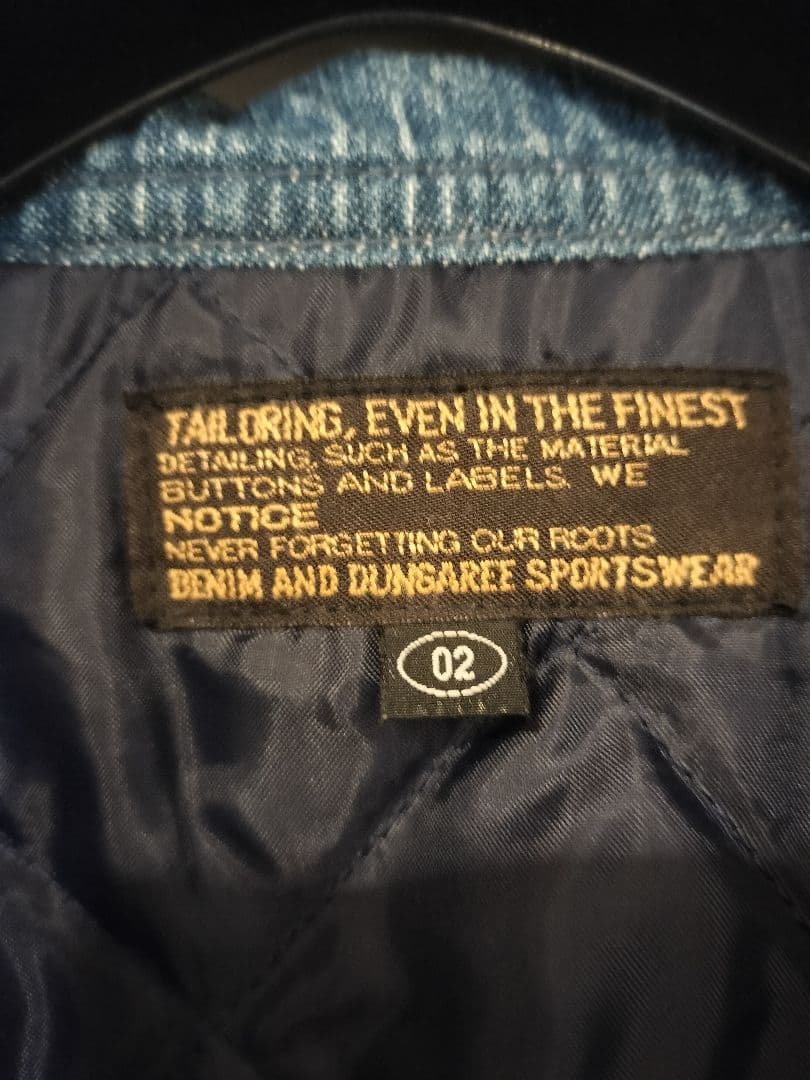 TAILORING, EVEN IN THE FINEST
DETAILING, SUCH AS THE MATERIAL
BUTTONS AND LABELS. WE
NOTICE
NEVER FORGETTING OUR ROOTS
DENIM AND DUNGAREE SPORTSWEAR
02